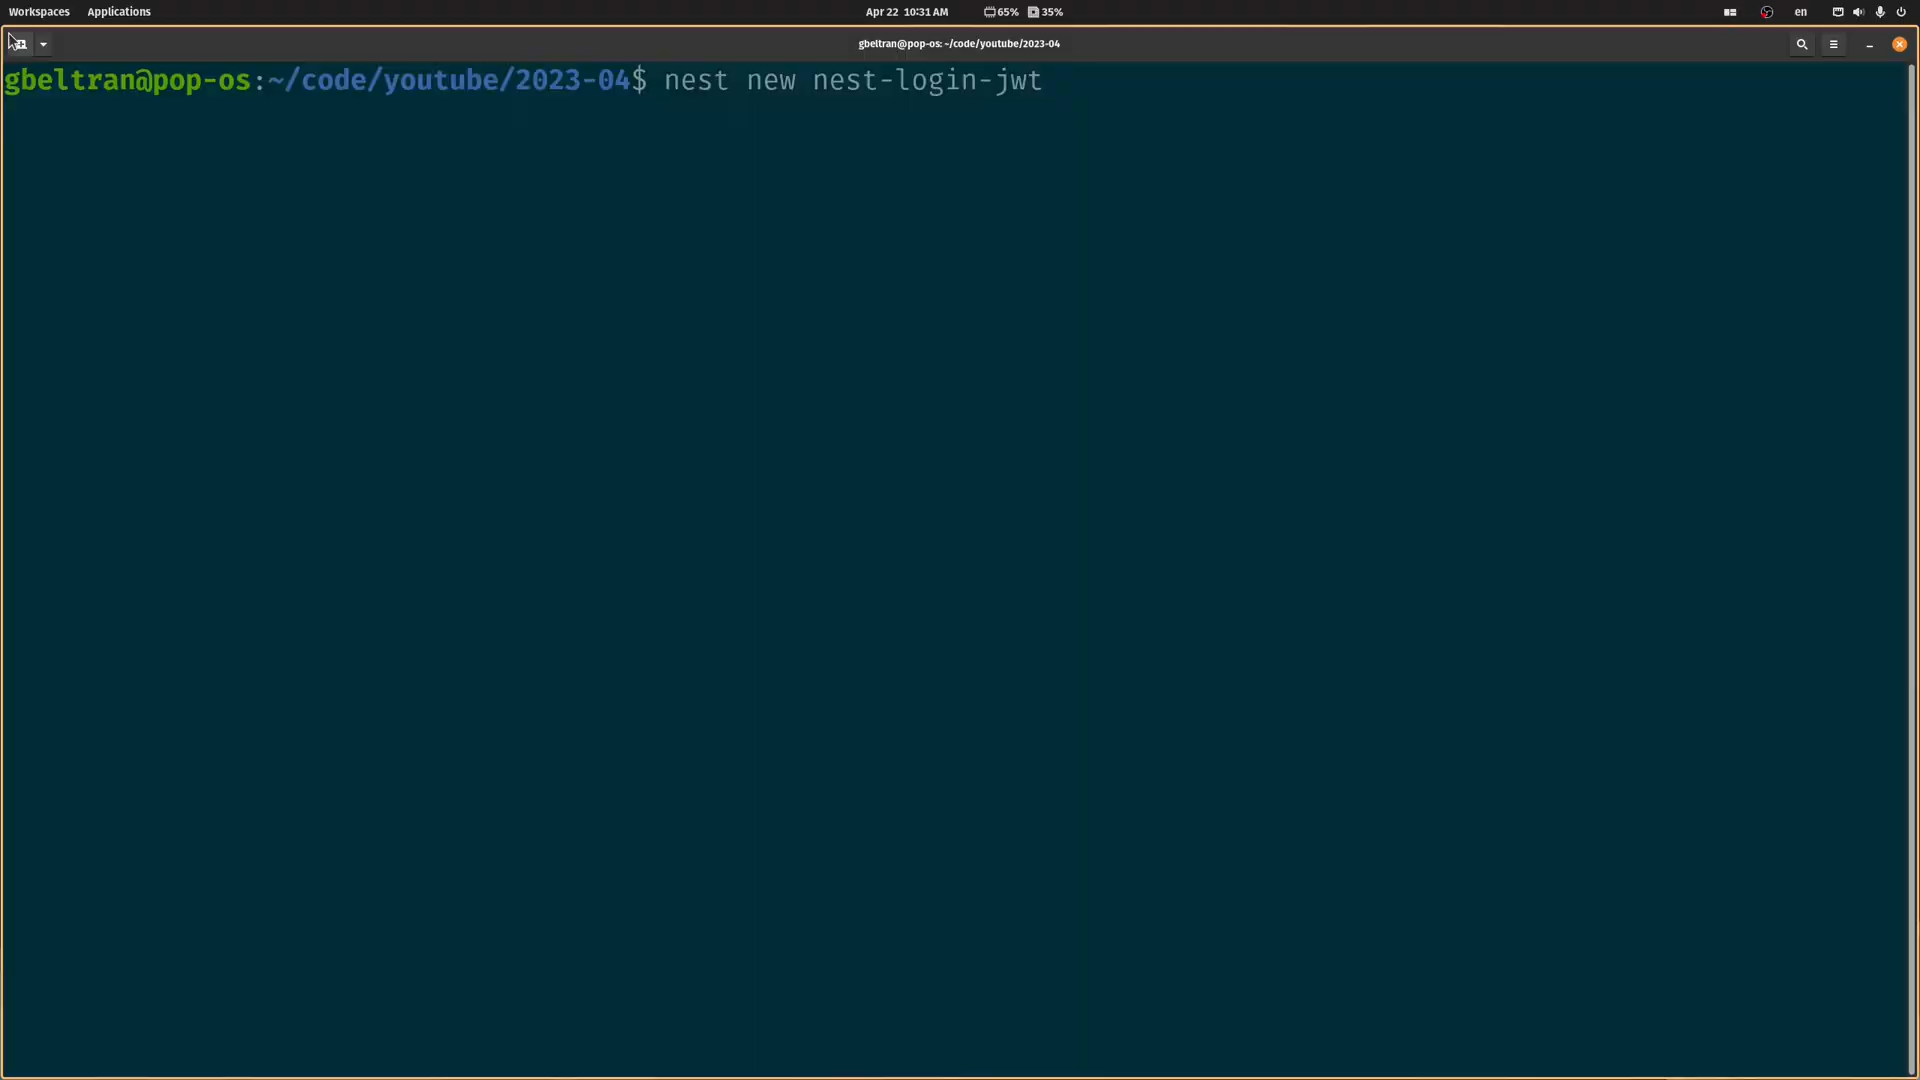 Workspaces Applications Apr 22 10:31 AM 65% 35% en
gbeltran@pop-os: ~/code/youtube/2023-04
gbeltran@pop-os:~/code/youtube/2023-04$ nest new nest-login-jwt